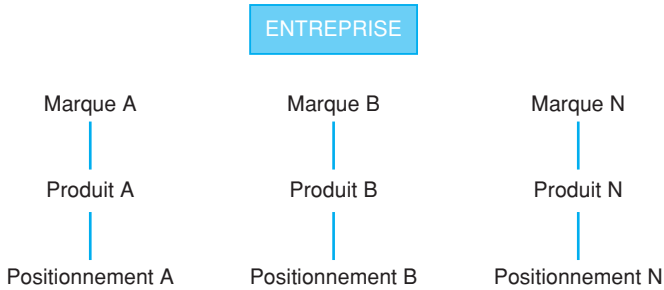 ENTREPRISE
Marque A Marque B Marque N
Produit A Produit B Produit N
Positionnement A Positionnement B Positionnement N